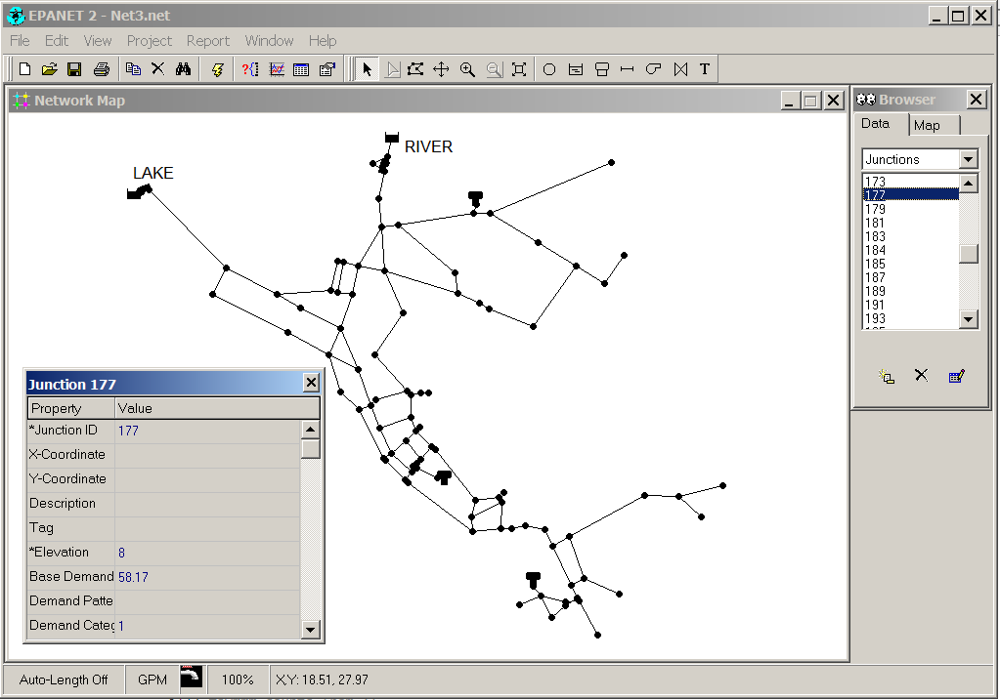 EPANET 2 - Net3.net
File Edit View Project Report Window Help
T
Network Map
RIVER
LAKE
Junction 177
Property Value
*Junction ID 177
X-Coordinate
Y-Coordinate
Description
Tag
*Elevation 8
Base Demand 58.17
Demand Patte
Demand Categ 1
Browser
Data Map
Junctions
173
177
179
181
183
184
185
187
189
191
193
Auto-Length Off GPM 100% X,Y: 18.51, 27.97